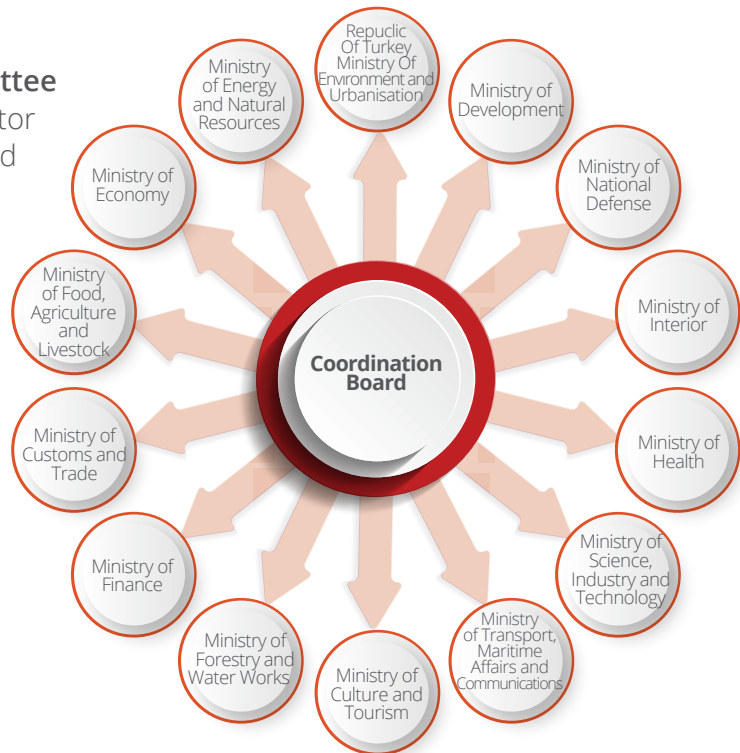 ttee
tor
d
Repuclic
Of Turkey
Ministry Of
Environment and
Urbanisation
Ministry of
Development
Ministry of
National
Defense
Ministry of
Interior
Ministry of
Health
Ministry of
Science,
Industry and
Technology
Ministry
of Transport,
Maritime
Affairs and
Communications
Ministry of
Culture and
Tourism
Ministry of
Forestry and
Water Works
Ministry of
Finance
Ministry of
Customs and
Trade
Ministry
of Food,
Agriculture
and
Livestock
Ministry of
Economy
Ministry
of Energy
and Natural
Resources
Coordination
Board